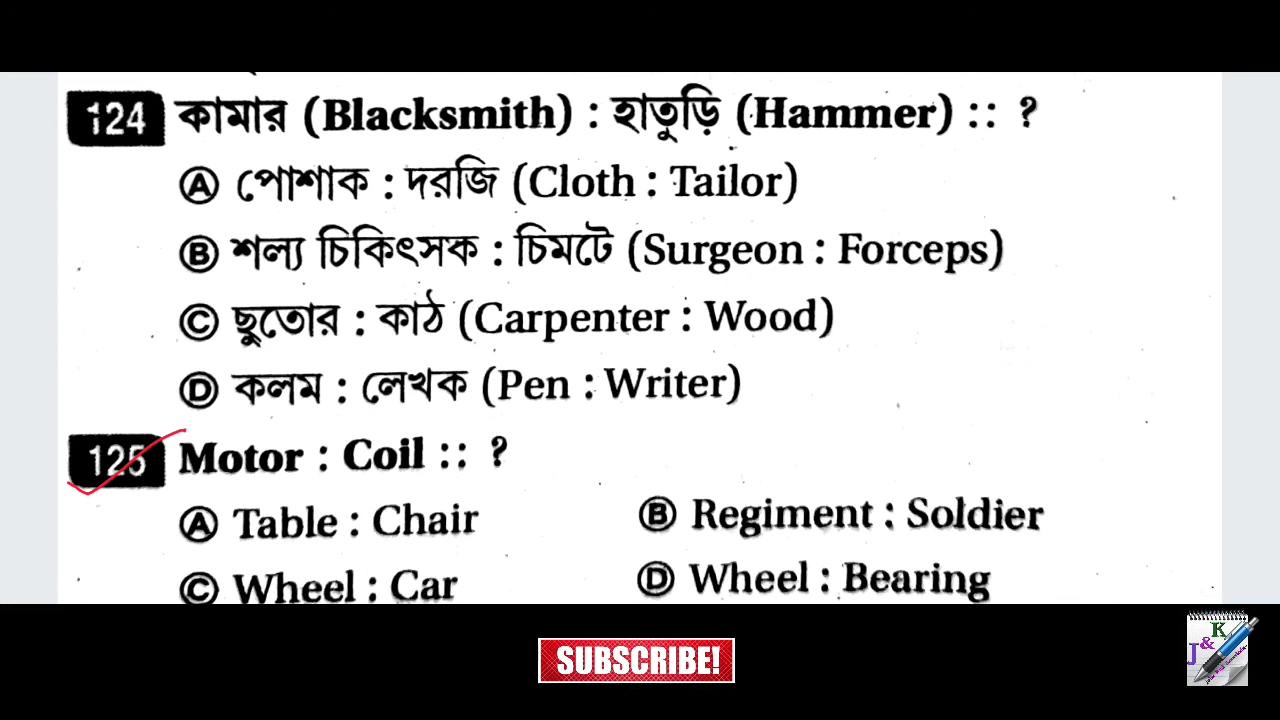 124 কামার (Blacksmith) : হাতুড়ি (Hammer) :: ?
Ⓐ পোশাক : দরজি (Cloth : Tailor)
Ⓑ শল্য চিকিৎসক : চিমটে (Surgeon : Forceps)
Ⓒ ছুতোর : কাঠ (Carpenter : Wood)
Ⓓ কলম : লেখক (Pen : Writer)
125 Motor : Coil :: ?
Ⓐ Table : Chair Ⓑ Regiment : Soldier
Ⓒ Wheel : Car Ⓓ Wheel : Bearing
SUBSCRIBE!
J&K